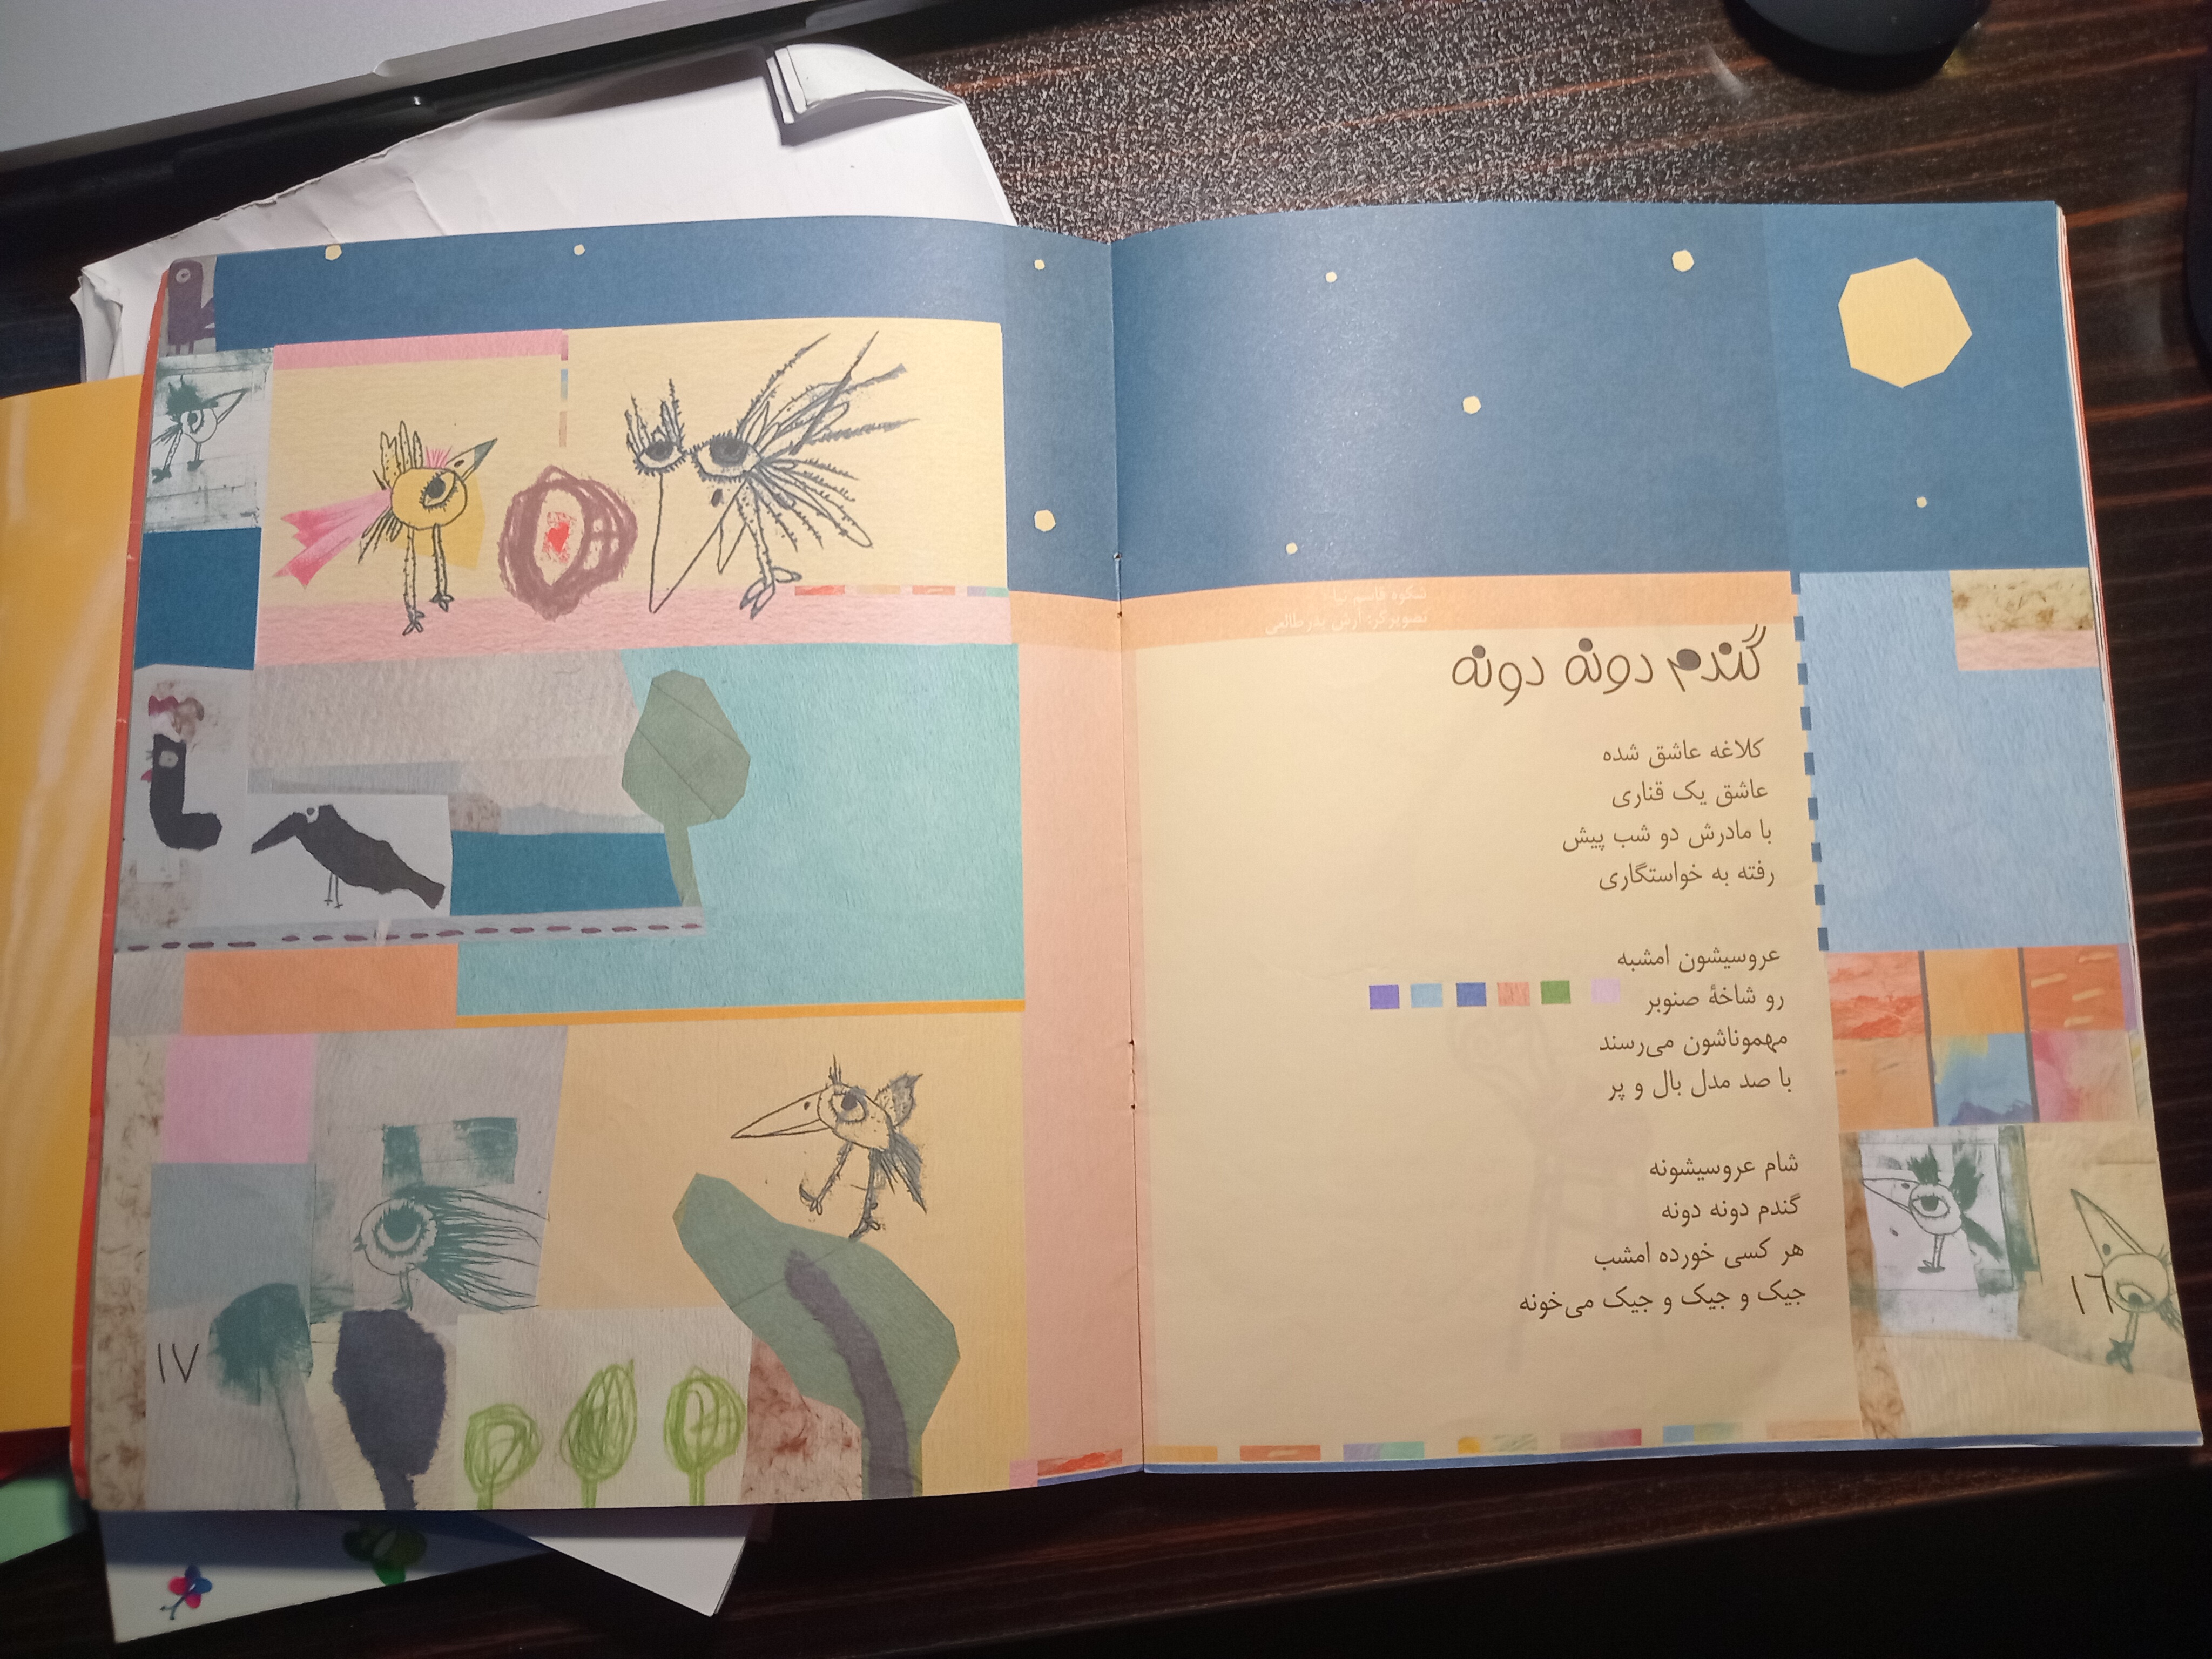 شکوه قاسم نیا
تصویرگر: آرش بدرطالعی
گندم دونه دونه
کلاغه عاشق شده
عاشق یک قناری
با مادرش دو شب پیش
رفته به خواستگاری
عروسیشون امشبه
رو شاخهٔ صنوبر
مهموناشون می‌رسند
با صد مدل بال و پر
شام عروسیشونه
گندم دونه دونه
هر کسی خورده امشب
جیک و جیک و جیک می‌خونه
۱۶
۱۷